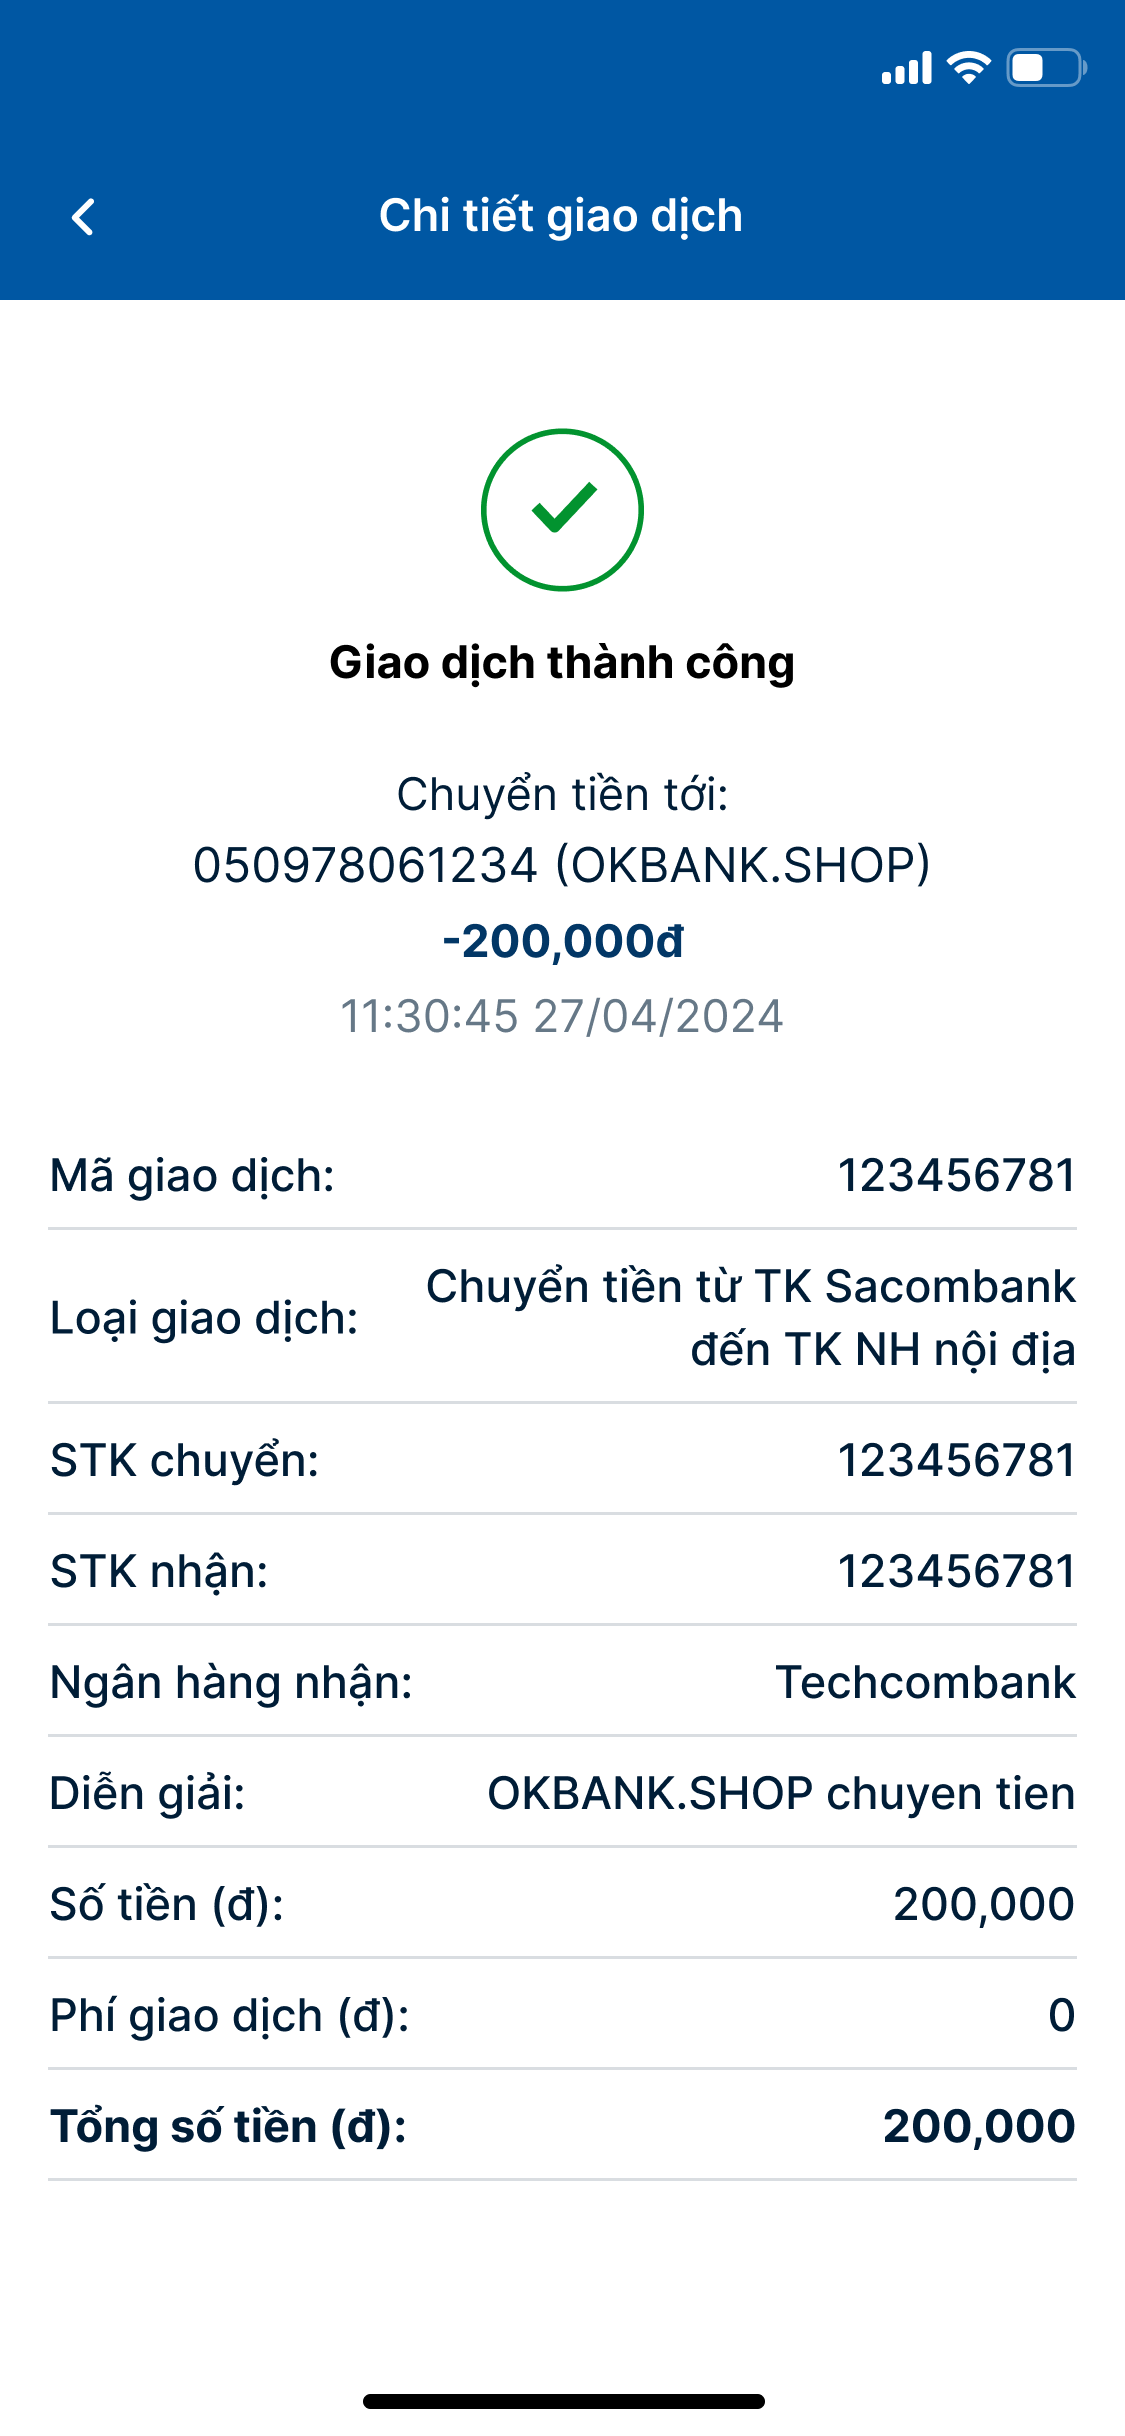 Chi tiết giao dịch
Giao dịch thành công
Chuyển tiền tới:
050978061234 (OKBANK.SHOP)
-200,000đ
11:30:45 27/04/2024
Mã giao dịch: 123456781
Loại giao dịch: Chuyển tiền từ TK Sacombank
đến TK NH nội địa
STK chuyển: 123456781
STK nhận: 123456781
Ngân hàng nhận: Techcombank
Diễn giải: OKBANK.SHOP chuyen tien
Số tiền (đ): 200,000
Phí giao dịch (đ): 0
Tổng số tiền (đ): 200,000